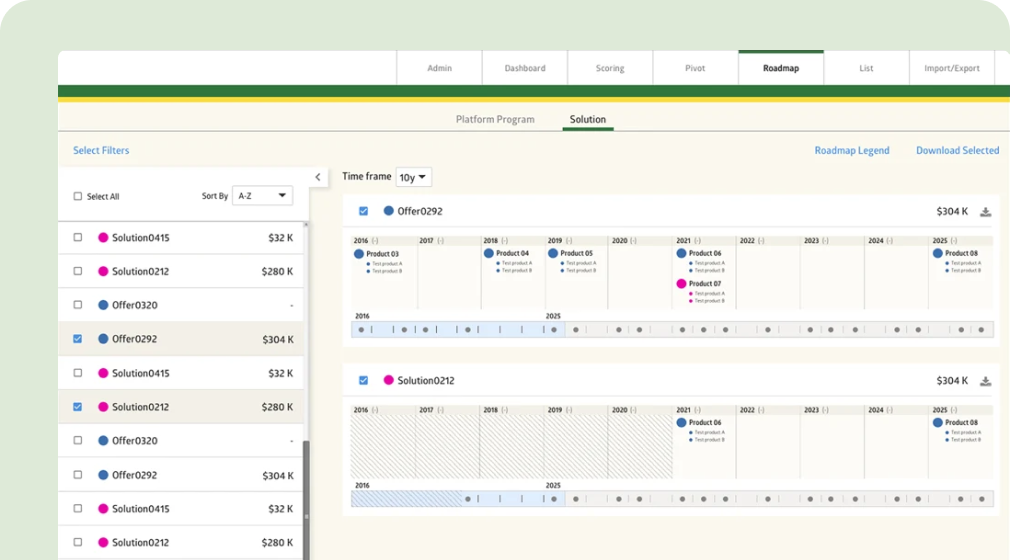 Admin Dashboard Scoring Pivot Roadmap List Import/Export
Platform Program Solution
Select Filters Roadmap Legend Download Selected
Select All Sort By A-Z
Solution0415 $32 K
Solution0212 $280 K
Offer0320 -
Offer0292 $304 K
Solution0415 $32 K
Solution0212 $280 K
Offer0320 -
Offer0292 $304 K
Solution0415 $32 K
Solution0212 $280 K
Time frame 10y
Offer0292 $304 K
2016 (-) 2017 (-) 2018 (-) 2019 (-) 2020 (-) 2021 (-) 2022 (-) 2023 (-) 2024 (-) 2025 (-)
Product 03 Product 04 Product 05 Product 06 Product 08
Test product A Test product A Test product A Test product A Test product A
Test product B Test product B Test product B Test product B Test product B
Product 07
Test product A
Test product B
2016 2025
Solution0212 $304 K
2016 (-) 2017 (-) 2018 (-) 2019 (-) 2020 (-) 2021 (-) 2022 (-) 2023 (-) 2024 (-) 2025 (-)
Product 06 Product 08
Test product A Test product A
Test product B Test product B
2016 2025